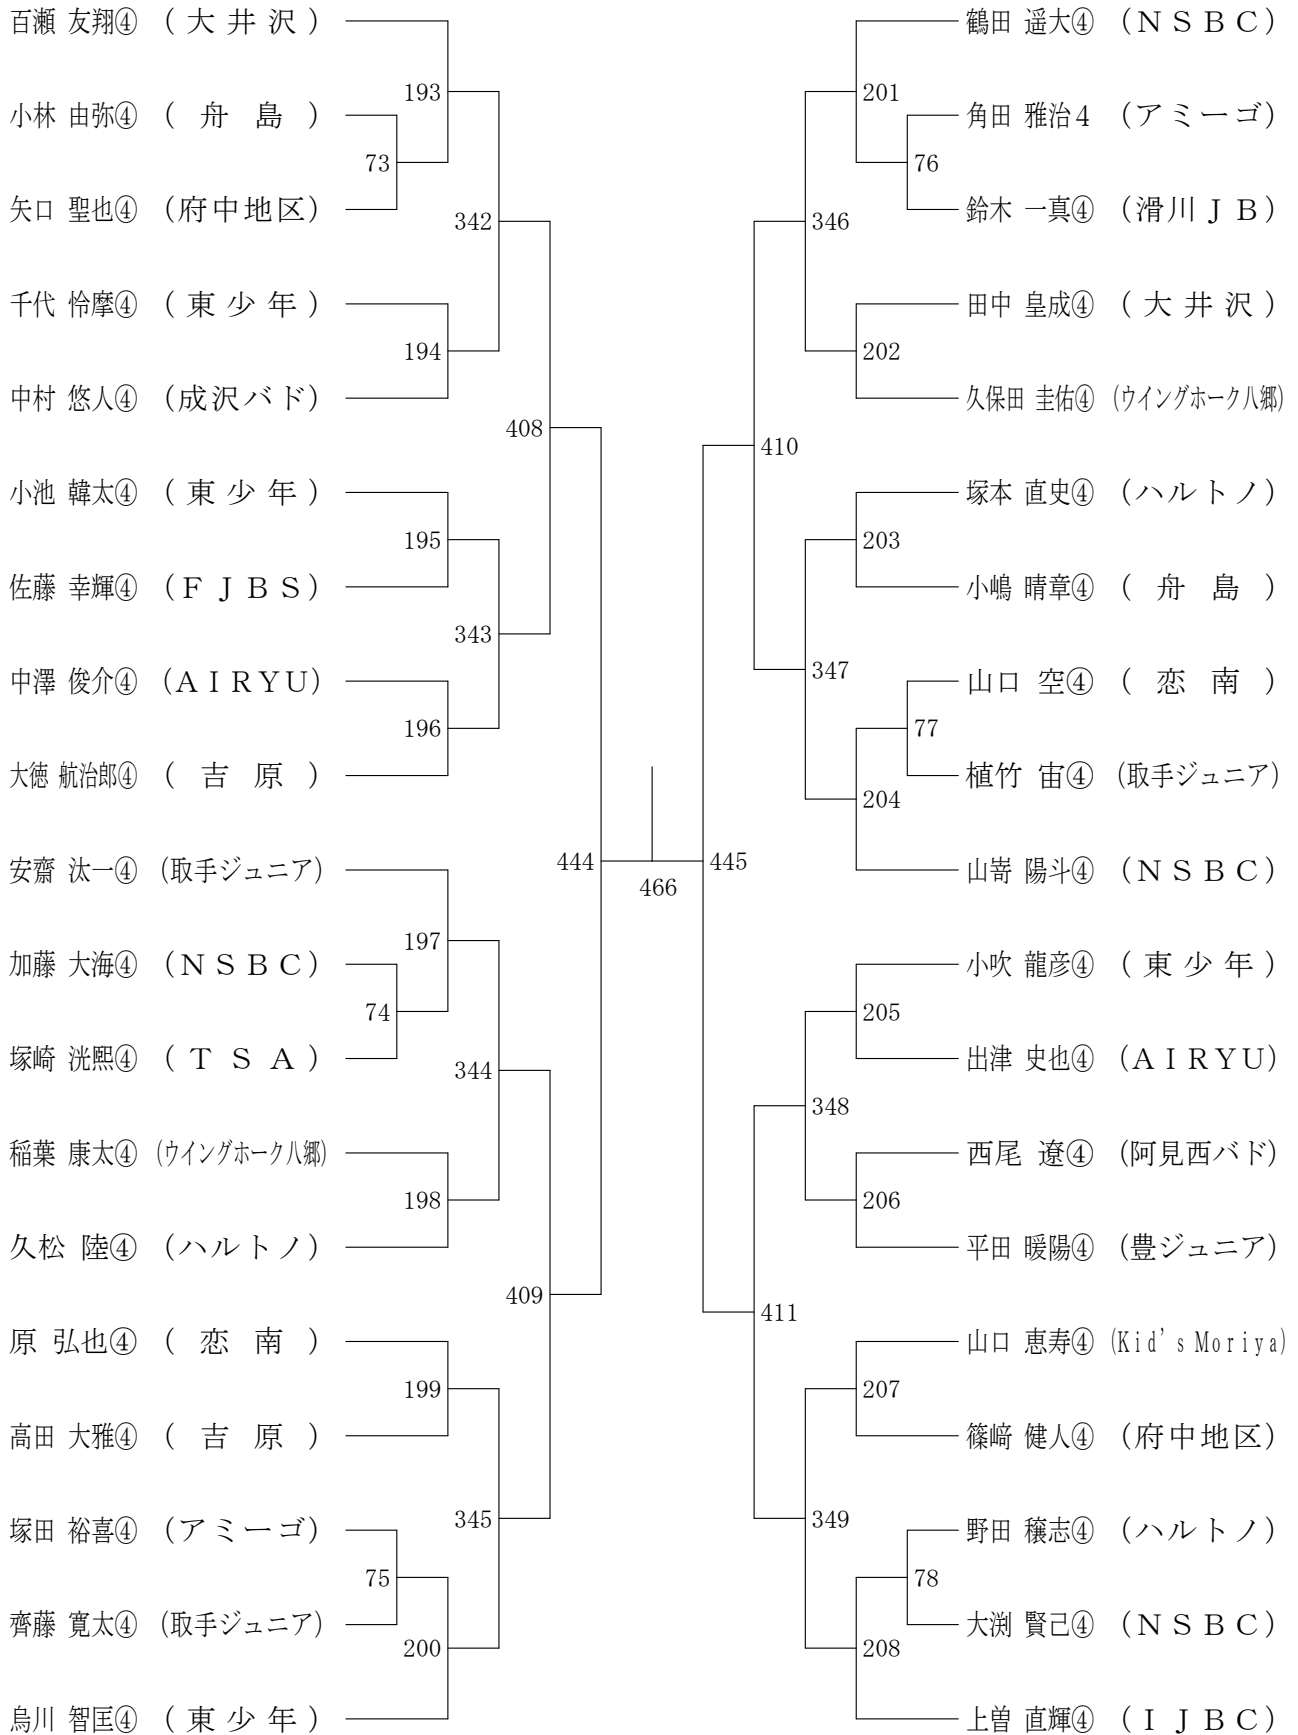 百瀬 友翔④ (大井沢)
193
小林 由弥④ (舟島)
73
矢口 聖也④ (府中地区)
342
千代 怜摩④ (東少年)
194
中村 悠人④ (成沢バド)
408
小池 韓太④ (東少年)
195
佐藤 幸輝④ (FJBS)
343
中澤 俊介④ (AIRYU)
196
大徳 航治郎④ (吉原)
444
安齋 汰一④ (取手ジュニア)
197
加藤 大海④ (NSBC)
74
塚崎 洸熙④ (TSA)
344
稲葉 康太④ (ウイングホーク八郷)
198
久松 陸④ (ハルトノ)
409
原 弘也④ (恋南)
199
高田 大雅④ (吉原)
345
塚田 裕喜④ (アミーゴ)
75
齊藤 寛太④ (取手ジュニア)
200
烏川 智匡④ (東少年)
466
鶴田 遥大④ (NSBC)
201
角田 雅治4 (アミーゴ)
76
鈴木 一真④ (滑川JB)
346
田中 皇成④ (大井沢)
202
久保田 圭佑④ (ウイングホーク八郷)
410
塚本 直史④ (ハルトノ)
203
小嶋 晴章④ (舟島)
347
山口 空④ (恋南)
77
植竹 宙④ (取手ジュニア)
204
山嵜 陽斗④ (NSBC)
445
小吹 龍彦④ (東少年)
205
出津 史也④ (AIRYU)
348
西尾 遼④ (阿見西バド)
206
平田 暖陽④ (豊ジュニア)
411
山口 恵寿④ (Kid's Moriya)
207
篠﨑 健人④ (府中地区)
349
野田 穣志④ (ハルトノ)
78
大渕 賢己④ (NSBC)
208
上曽 直輝④ (IJBC)